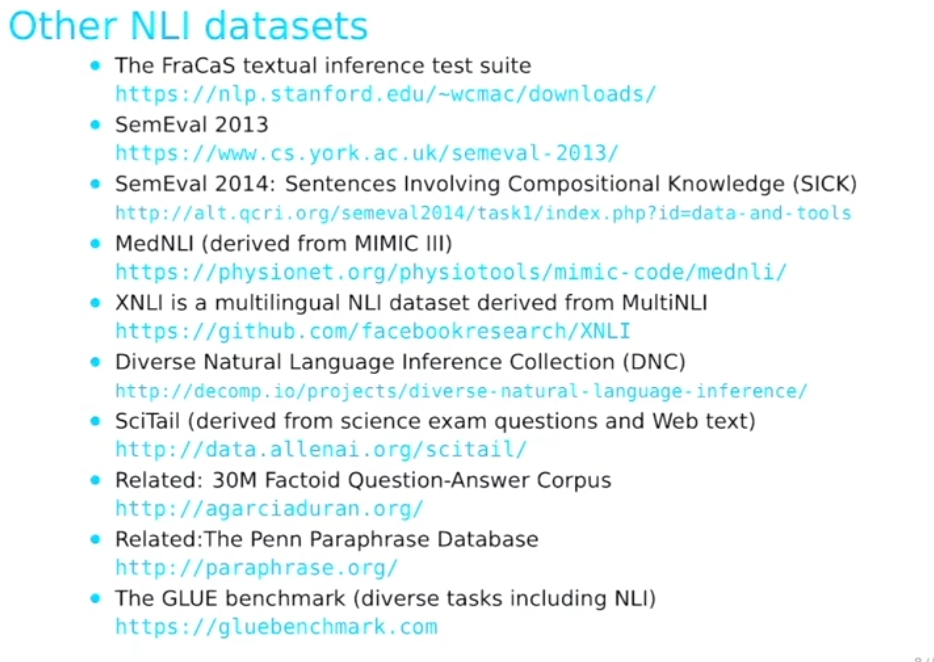 Other NLI datasets
• The FraCaS textual inference test suite
https://nlp.stanford.edu/~wcmac/downloads/
• SemEval 2013
https://www.cs.york.ac.uk/semeval-2013/
• SemEval 2014: Sentences Involving Compositional Knowledge (SICK)
http://alt.qcri.org/semeval2014/task1/index.php?id=data-and-tools
• MedNLI (derived from MIMIC III)
https://physionet.org/physiotools/mimic-code/mednli/
• XNLI is a multilingual NLI dataset derived from MultiNLI
https://github.com/facebookresearch/XNLI
• Diverse Natural Language Inference Collection (DNC)
http://decomp.io/projects/diverse-natural-language-inference/
• SciTail (derived from science exam questions and Web text)
http://data.allenai.org/scitail/
• Related: 30M Factoid Question-Answer Corpus
http://agarciaduran.org/
• Related:The Penn Paraphrase Database
http://paraphrase.org/
• The GLUE benchmark (diverse tasks including NLI)
https://gluebenchmark.com